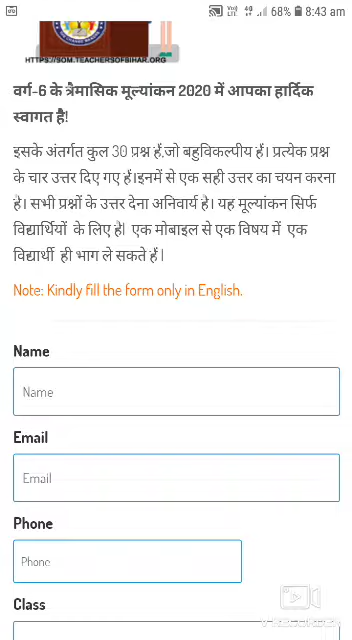 68% 8:43 am
HTTPS://SOM.TEACHERSOFBIHAR.ORG
वर्ग-6 के त्रैमासिक मूल्यांकन 2020 में आपका हार्दिक
स्वागत है!
इसके अंतर्गत कुल 30 प्रश्न हैं,जो बहुविकल्पीय हैं। प्रत्येक प्रश्न
के चार उत्तर दिए गए हैं।इनमें से एक सही उत्तर का चयन करना
है। सभी प्रश्नों के उत्तर देना अनिवार्य है। यह मूल्यांकन सिर्फ
विद्यार्थियों के लिए है। एक मोबाइल से एक विषय में एक
विद्यार्थी ही भाग ले सकते हैं।
Note: Kindly fill the form only in English.
Name
Name
Email
Email
Phone
Phone
Class